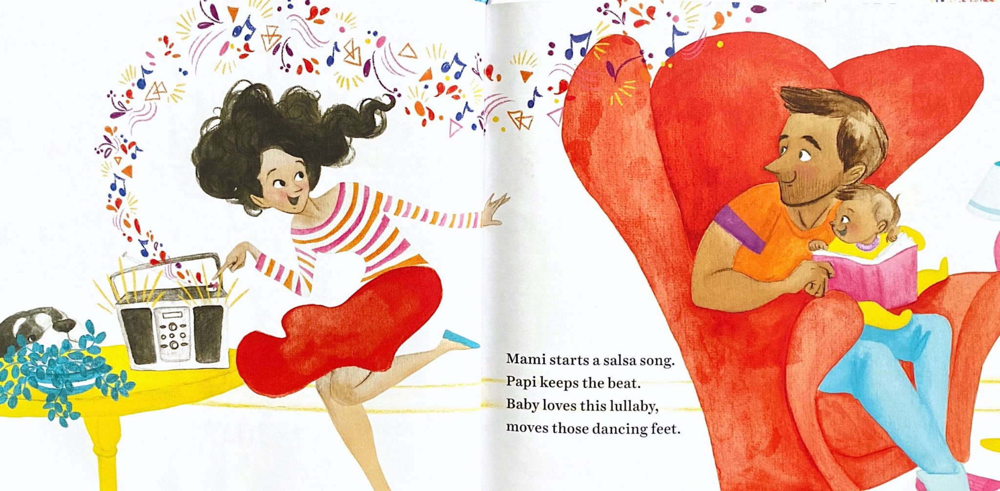 Mami starts a salsa song.
Papi keeps the beat.
Baby loves this lullaby,
moves those dancing feet.